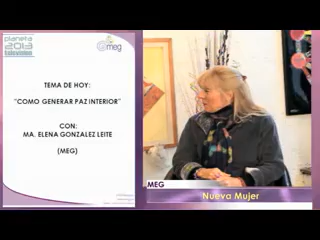 planeta
2013
television
@meg
TEMA DE HOY:
"COMO GENERAR PAZ INTERIOR"
CON:
MA. ELENA GONZALEZ LEITE
(MEG)
MEG
Nueva Mujer